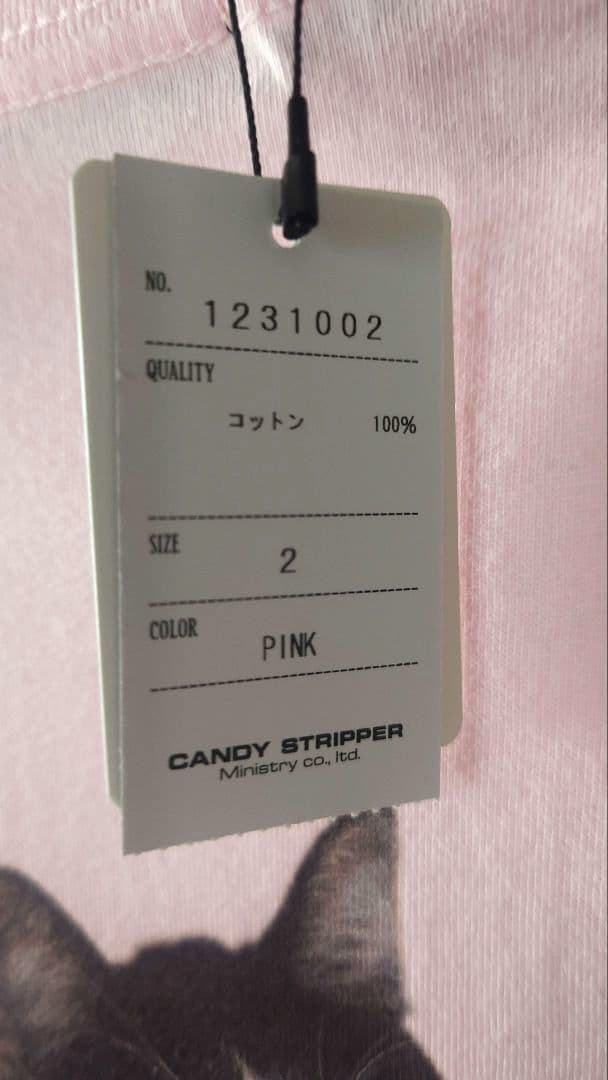 NO.
1231002
QUALITY
コットン 100%
SIZE
2
COLOR
PINK
CANDY STRIPPER
Ministry co., ltd.